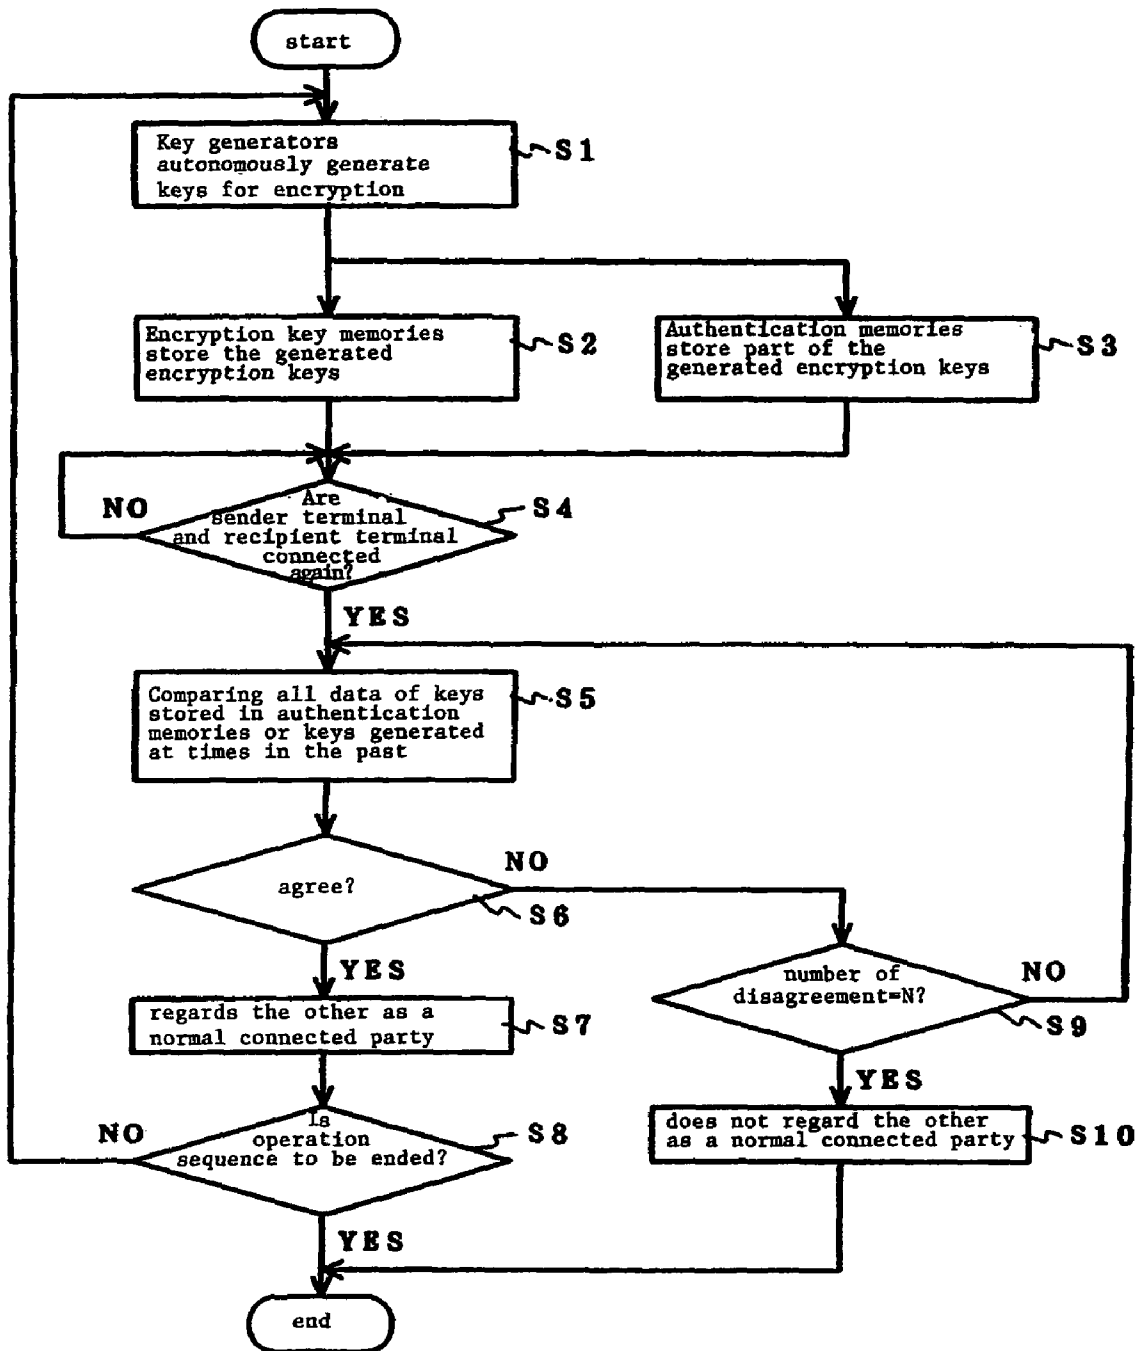 start
Key generators
autonomously generate
keys for encryption
S1
Encryption key memories
store the generated
encryption keys
S2
Authentication memories
store part of the
generated encryption keys
S3
NO
Are
sender terminal
and recipient terminal
connected
again?
S4
YES
Comparing all data of keys
stored in authentication
memories or keys generated
at times in the past
S5
agree?
NO
S6
YES
number of
disagreement=N?
NO
S9
regards the other as a
normal connected party
S7
YES
does not regard the other
as a normal connected party
S10
NO
Is
operation
sequence to be ended?
S8
YES
end